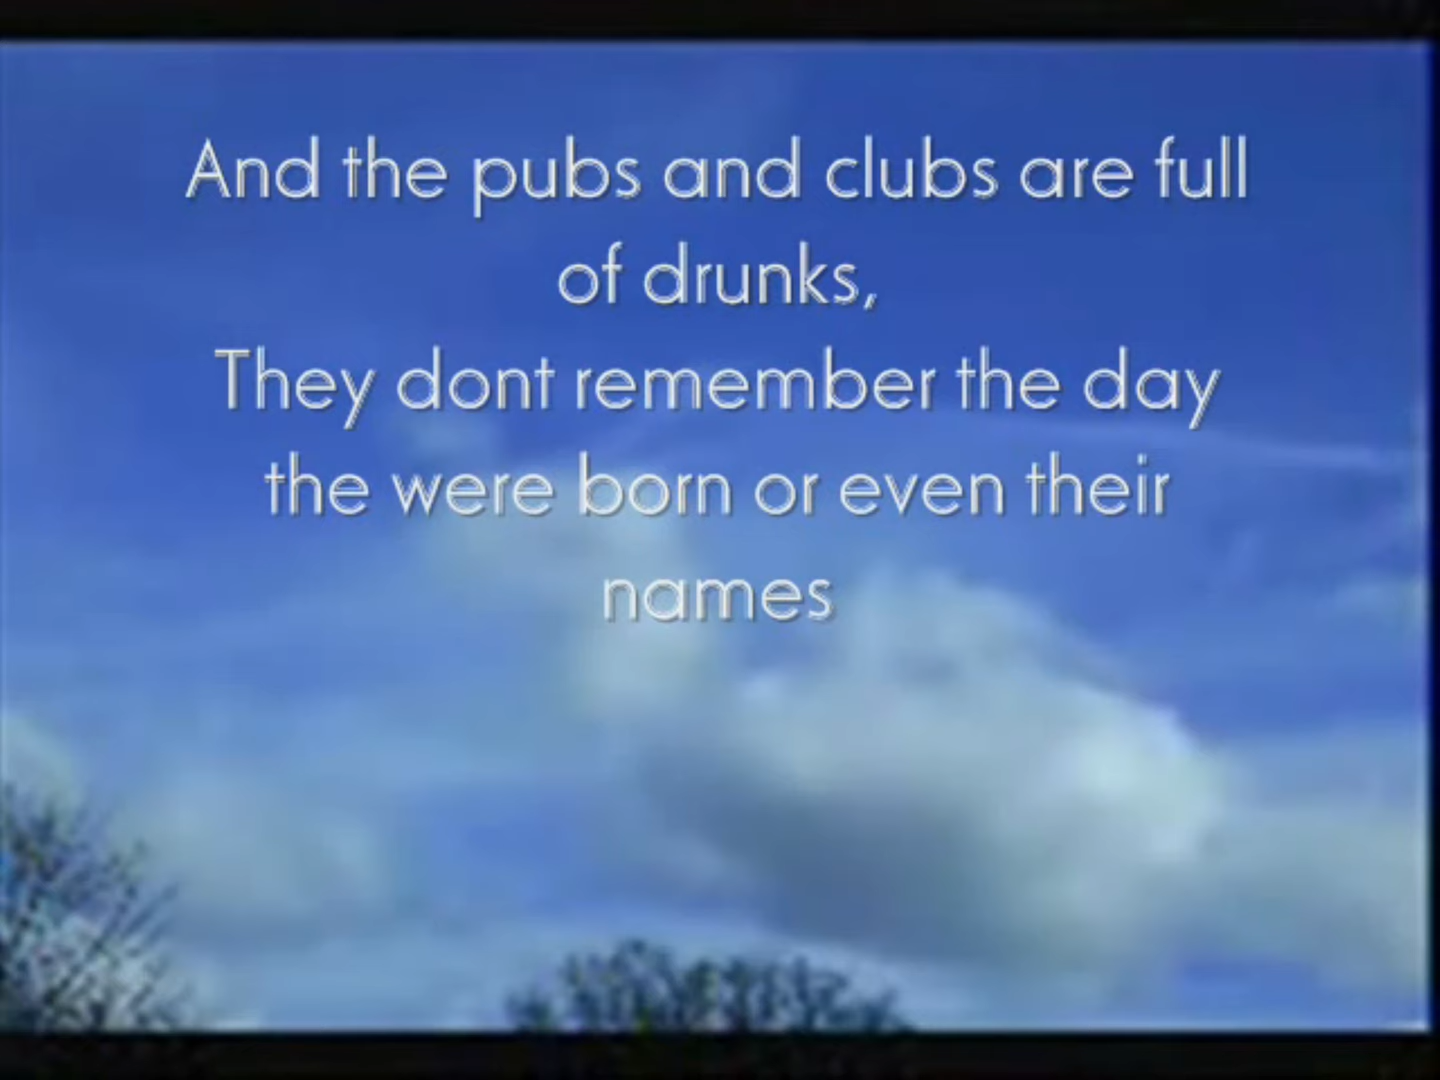 And the pubs and clubs are full
of drunks,
They dont remember the day
the were born or even their
names